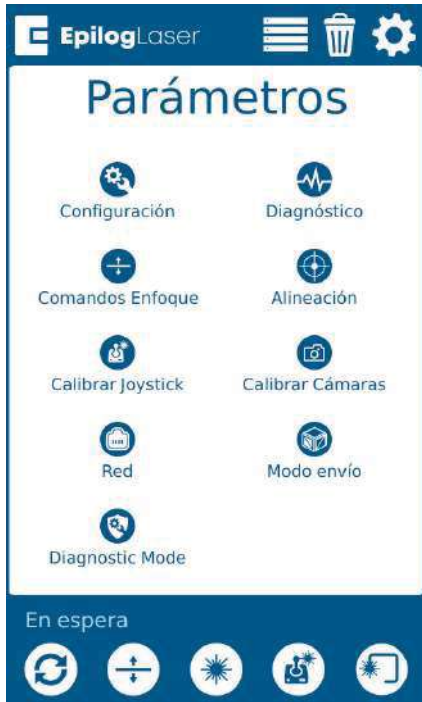 EpilogLaser
Parámetros
Configuración
Diagnóstico
Comandos Enfoque
Alineación
Calibrar Joystick
Calibrar Cámaras
Red
Modo envío
Diagnostic Mode
En espera